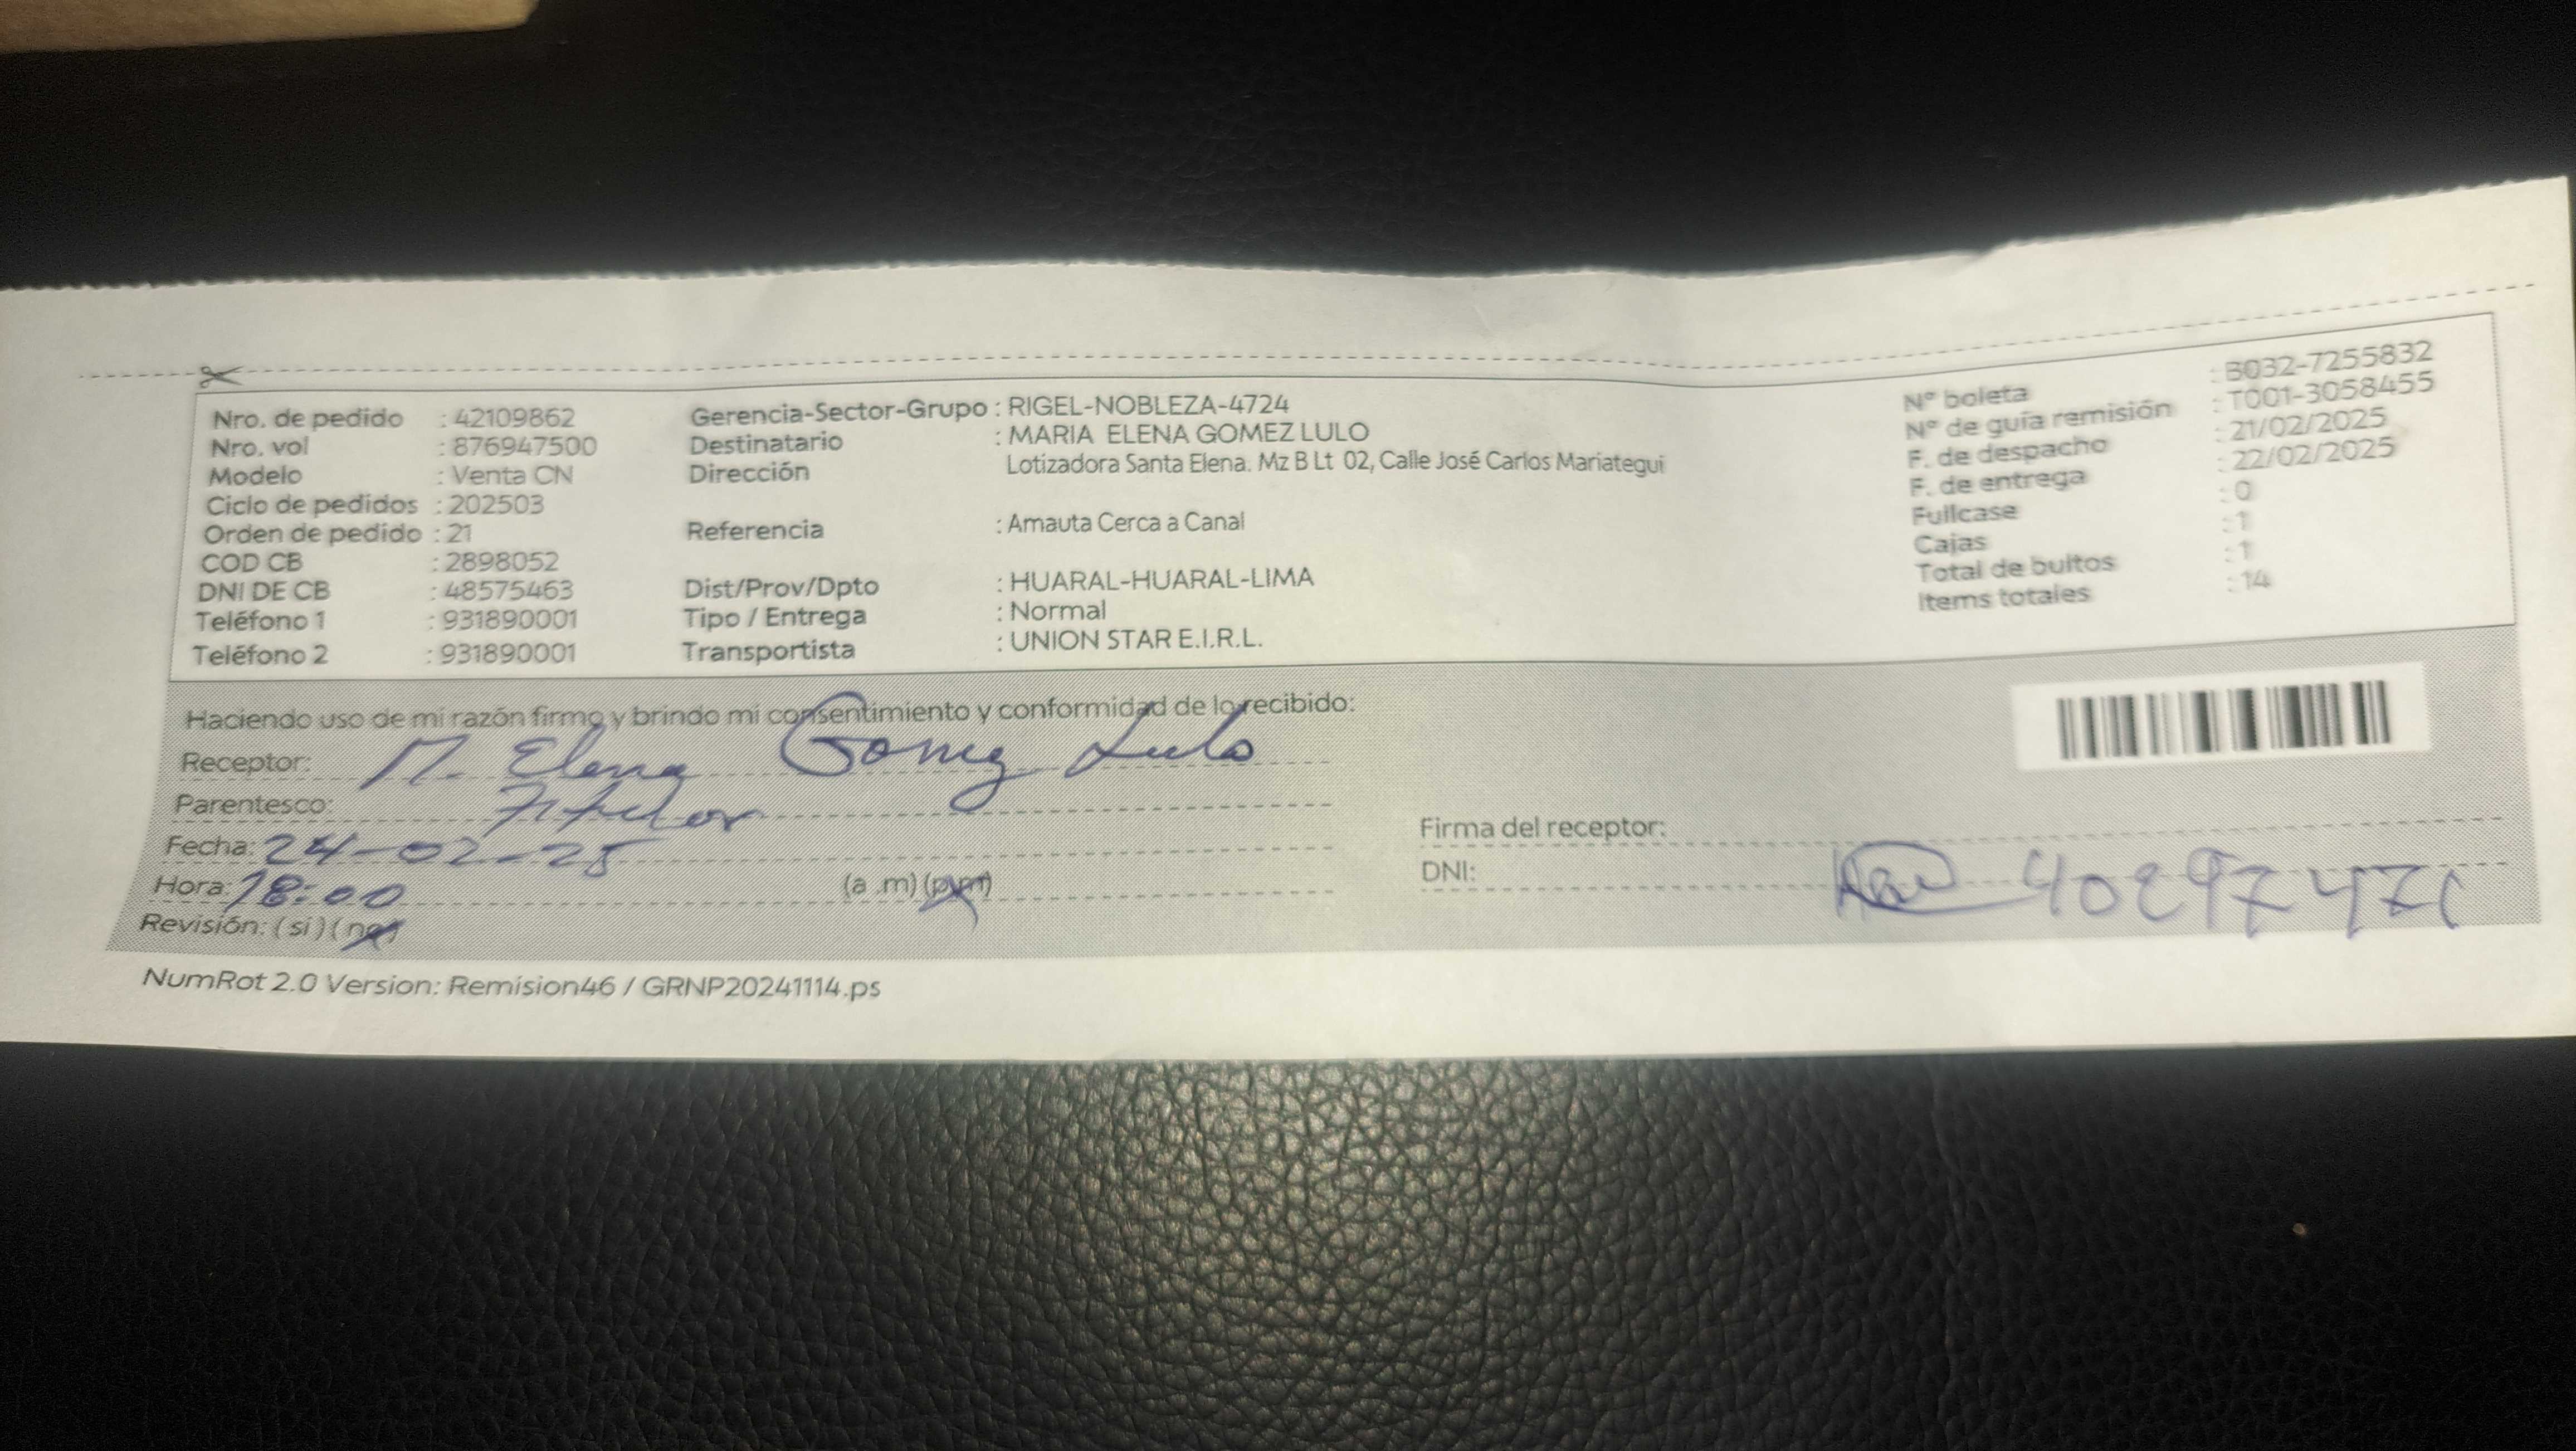 Nro. de pedido : 42109862
Nro. vol : 876947500
Modelo : Venta CN
Ciclo de pedidos : 202503
Orden de pedido : 21
COD CB : 2898052
DNI DE CB : 48575463
Teléfono 1 : 931890001
Teléfono 2 : 931890001
Gerencia-Sector-Grupo : RIGEL-NOBLEZA-4724
Destinatario : MARIA ELENA GOMEZ LULO
Dirección Lotizadora Santa Elena. Mz B Lt 02, Calle José Carlos Mariategui
Referencia : Amauta Cerca a Canal
Dist/Prov/Dpto : HUARAL-HUARAL-LIMA
Tipo / Entrega : Normal
Transportista : UNION STAR E.I.R.L.
N° boleta : B032-7255832
N° de guía remisión : T001-3058455
F. de despacho : 21/02/2025
F. de entrega : 22/02/2025
Fullcase : 0
Cajas : 1
Total de bultos : 1
Items totales : 14
Haciendo uso de mi razón firmo y brindo mi consentimiento y conformidad de lo recibido:
Receptor: M. Elena Gomez Lulo
Parentesco: Titular
Fecha: 24-02-25
Hora: 18:00 (a .m) (p.m)
Revisión: (si) (no)
Firma del receptor:
DNI:
NumRot 2.0 Version: Remision46 / GRNP20241114.ps